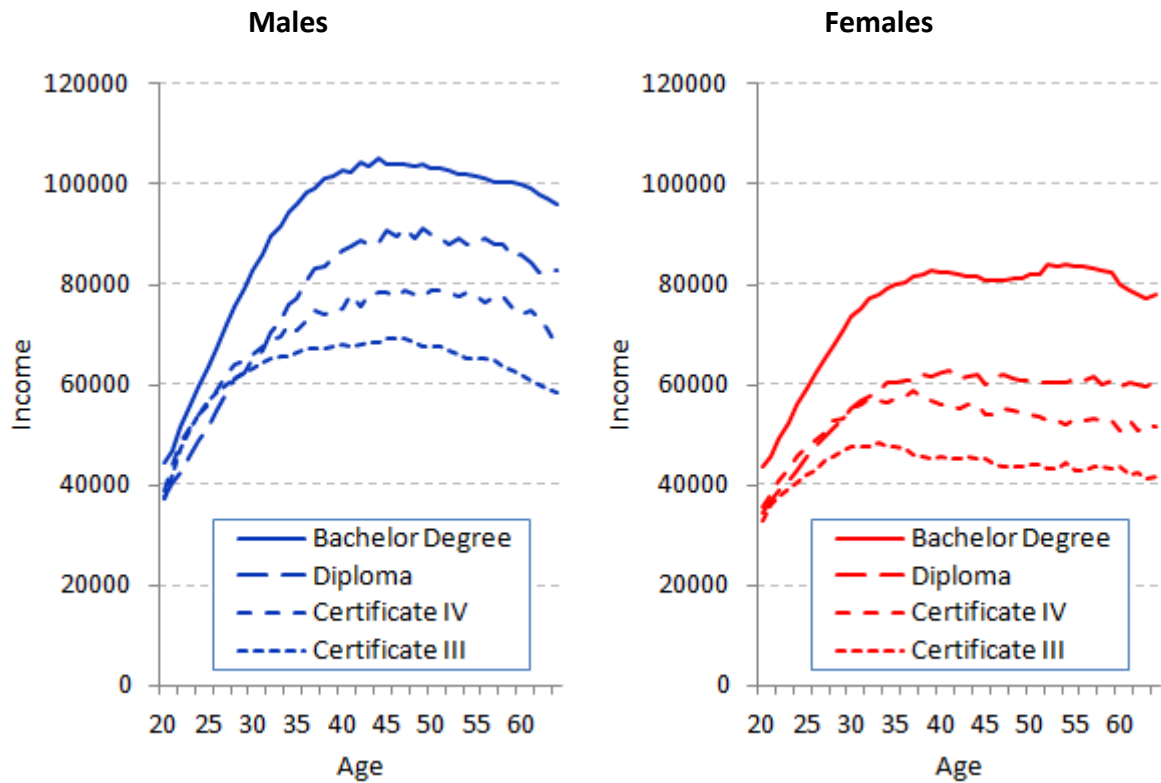 Males
120000
100000
80000
60000
40000
20000
0
Income
Bachelor Degree
Diploma
Certificate IV
Certificate III
20 25 30 35 40 45 50 55 60
Age
Females
120000
100000
80000
60000
40000
20000
0
Income
Bachelor Degree
Diploma
Certificate IV
Certificate III
20 25 30 35 40 45 50 55 60
Age